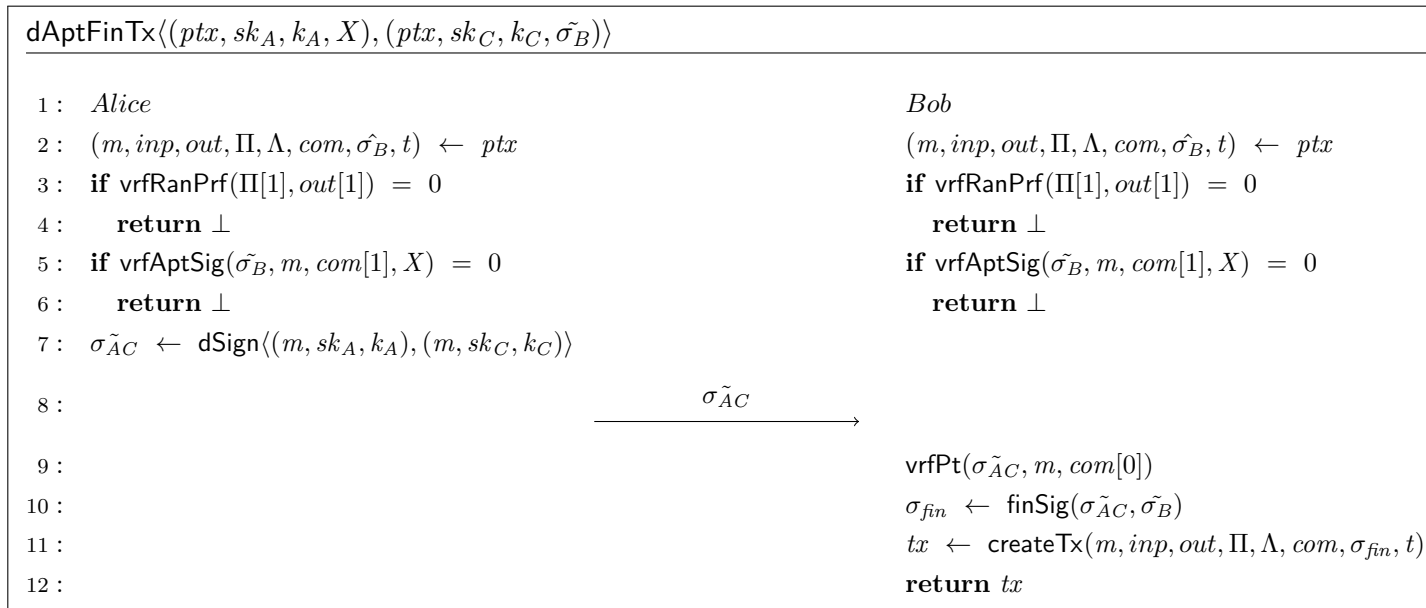 dAptFinTx⟨(ptx, sk_A, k_A, X), (ptx, sk_C, k_C, σ̃_B)⟩
1 : Alice Bob
2 : (m, inp, out, Π, Λ, com, σ̂_B, t) ← ptx (m, inp, out, Π, Λ, com, σ̂_B, t) ← ptx
3 : if vrfRanPrf(Π[1], out[1]) = 0 if vrfRanPrf(Π[1], out[1]) = 0
4 : return ⊥ return ⊥
5 : if vrfAptSig(σ̃_B, m, com[1], X) = 0 if vrfAptSig(σ̃_B, m, com[1], X) = 0
6 : return ⊥ return ⊥
7 : σ̃_AC ← dSign⟨(m, sk_A, k_A), (m, sk_C, k_C)⟩
8 : σ̃_AC
9 : vrfPt(σ̃_AC, m, com[0])
10 : σ_fin ← finSig(σ̃_AC, σ̃_B)
11 : tx ← createTx(m, inp, out, Π, Λ, com, σ_fin, t)
12 : return tx